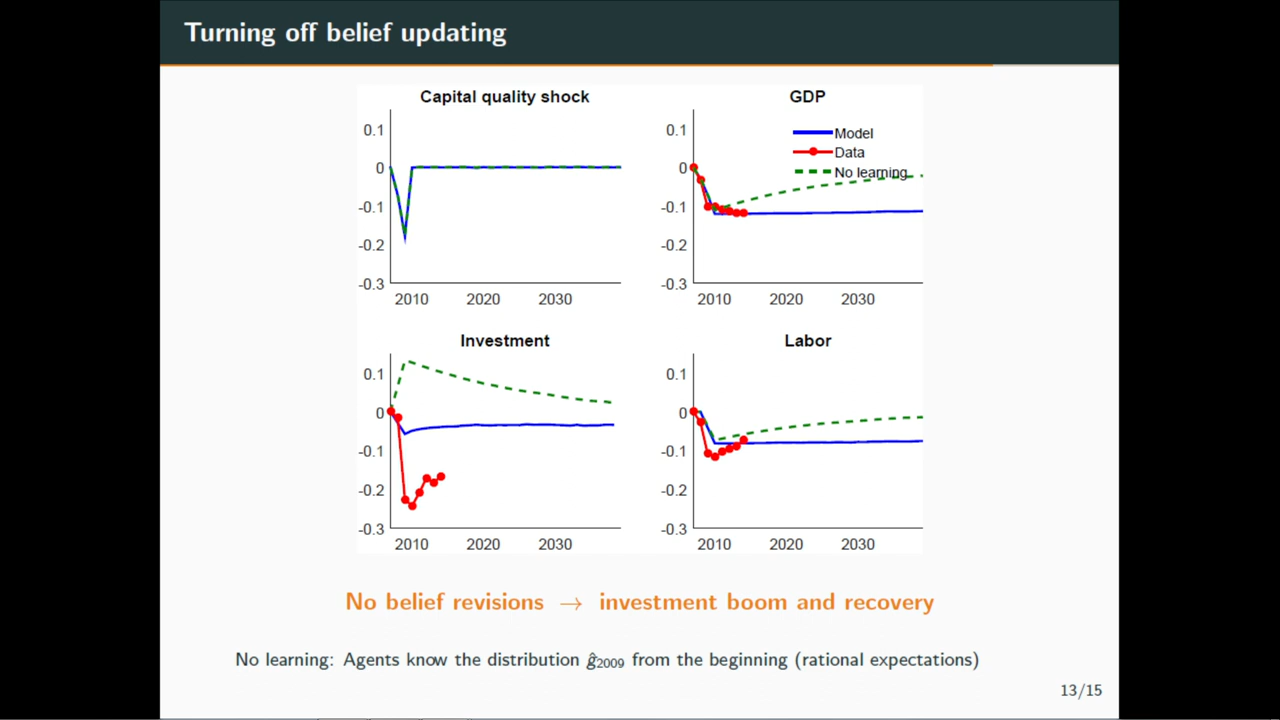 Turning off belief updating
Capital quality shock
0.1
0
-0.1
-0.2
-0.3
2010 2020 2030
GDP
0.1
0
-0.1
-0.2
-0.3
2010 2020 2030
Model
Data
No learning
Investment
0.1
0
-0.1
-0.2
-0.3
2010 2020 2030
Labor
0.1
0
-0.1
-0.2
-0.3
2010 2020 2030
No belief revisions → investment boom and recovery
No learning: Agents know the distribution ĝ₂₀₀₉ from the beginning (rational expectations)
13/15